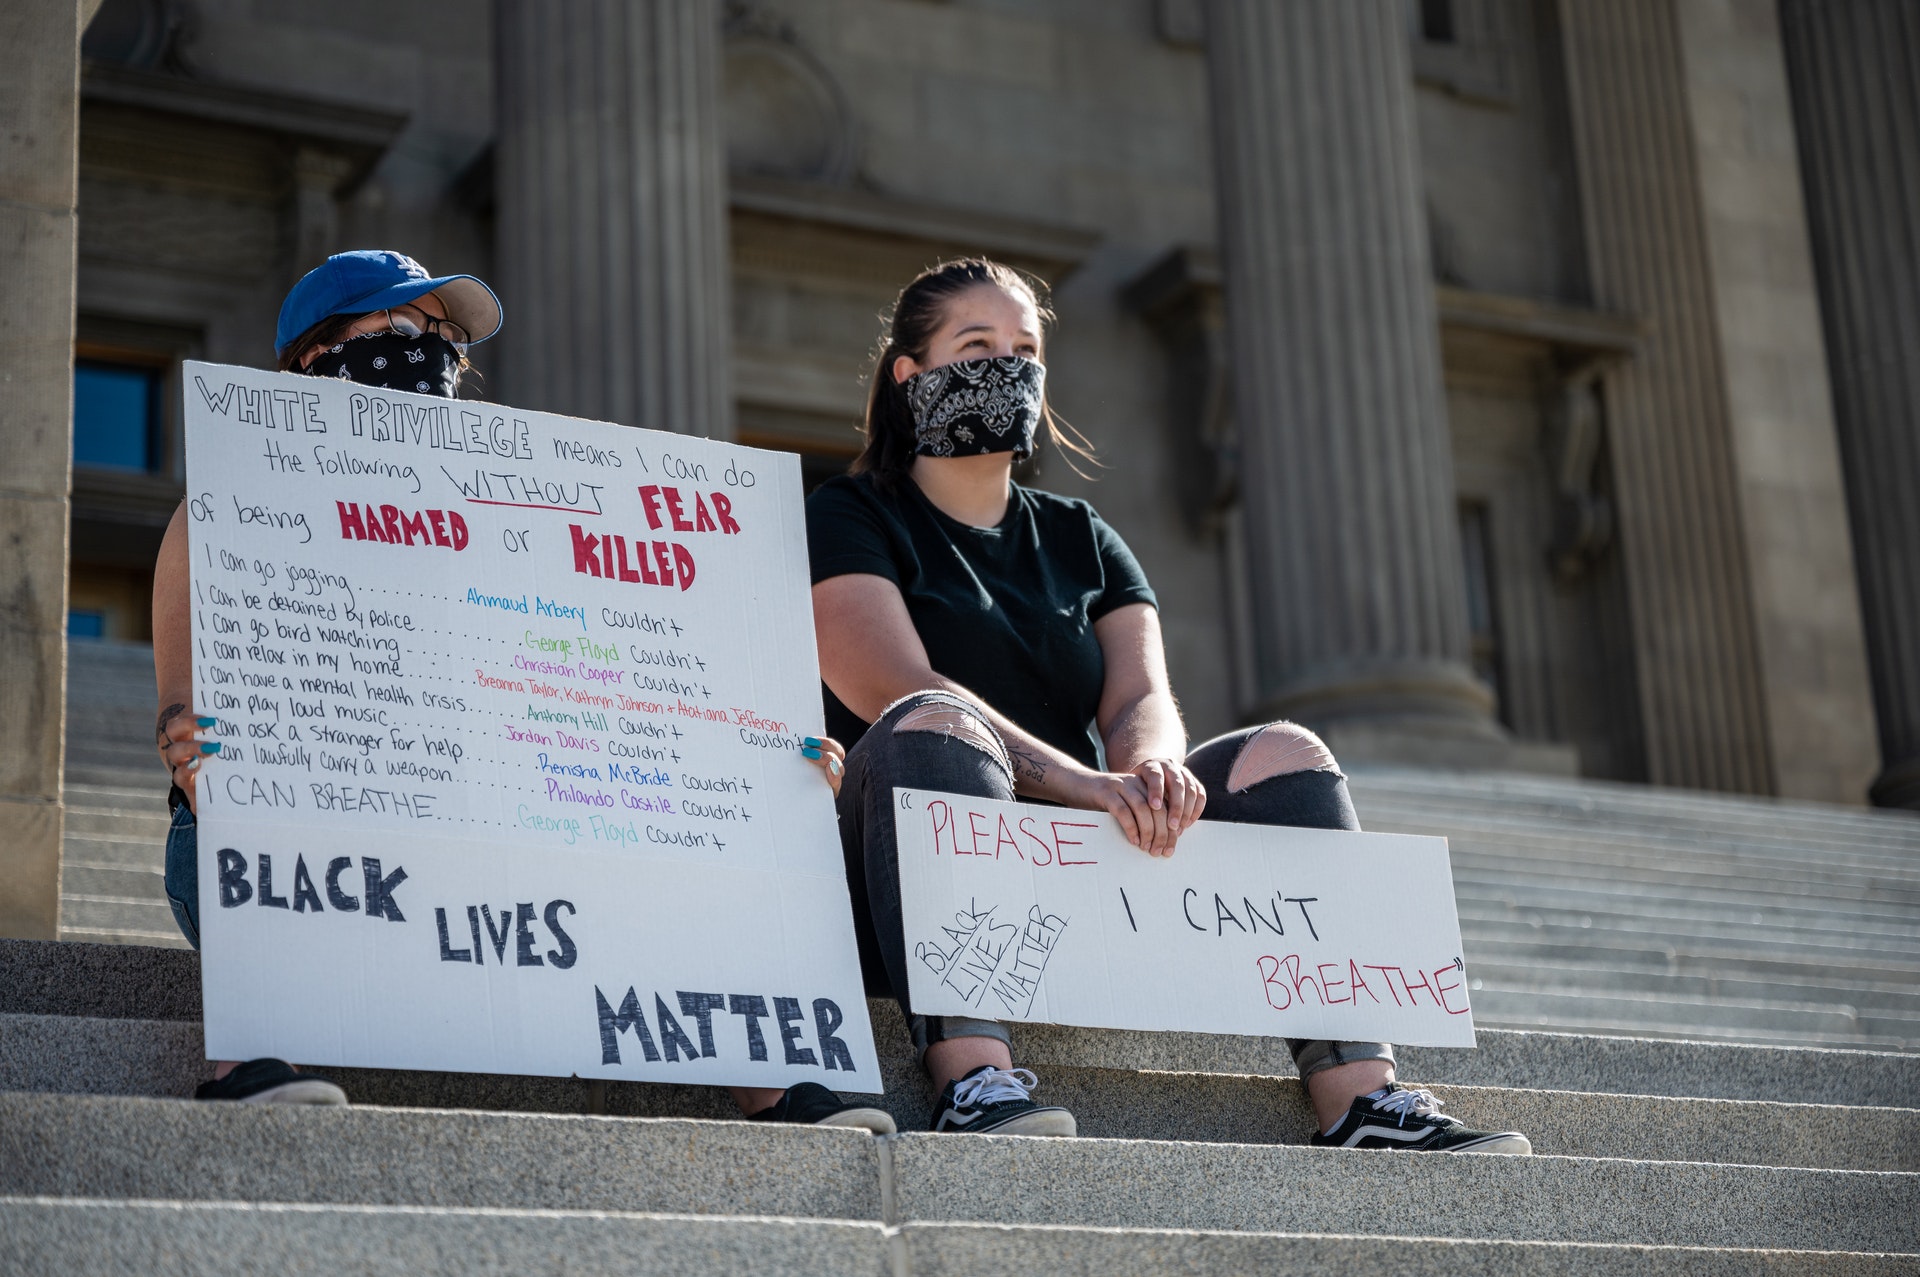 LA
WHITE PRIVILEGE means I can do
the following WITHOUT FEAR
of being HARMED or KILLED
I can go jogging.......... Ahmaud Arbery couldn't
I can be detained by police........ George Floyd couldn't
I can go bird watching.......... Christian Cooper couldn't
I can relax in my home....... Breanna Taylor, Kathryn Johnson + Atatiana Jefferson couldn't
I can have a mental health crisis...... Anthony Hill couldn't
I can play loud music.......... Jordan Davis couldn't
I can ask a stranger for help...... Renisha McBride couldn't
can lawfully carry a weapon....... Philando Castile couldn't
I CAN BREATHE....... George Floyd couldn't
BLACK
LIVES
MATTER
"PLEASE
I CAN'T
BREATHE"
BLACK
LIVES
MATTER